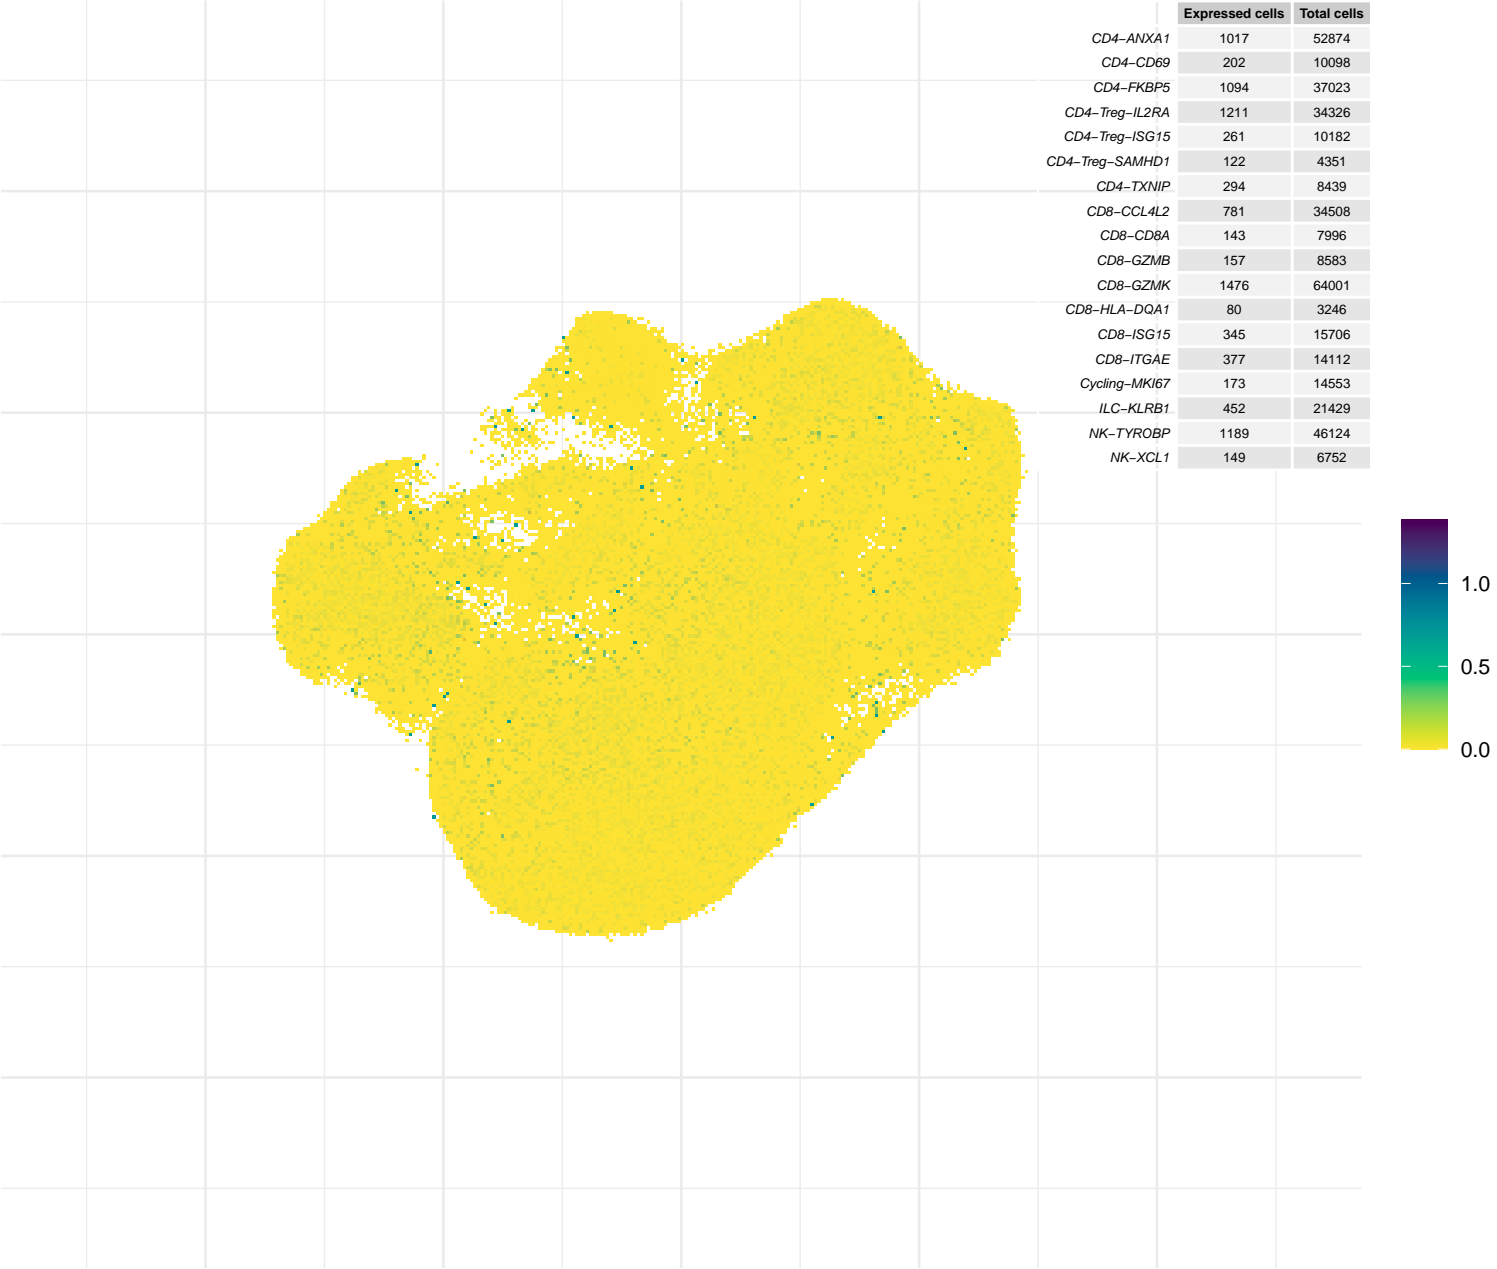 Expressed cells Total cells
CD4−ANXA1 1017 52874
CD4−CD69 202 10098
CD4−FKBP5 1094 37023
CD4−Treg−IL2RA 1211 34326
CD4−Treg−ISG15 261 10182
CD4−Treg−SAMHD1 122 4351
CD4−TXNIP 294 8439
CD8−CCL4L2 781 34508
CD8−CD8A 143 7996
CD8−GZMB 157 8583
CD8−GZMK 1476 64001
CD8−HLA−DQA1 80 3246
CD8−ISG15 345 15706
CD8−ITGAE 377 14112
Cycling−MKI67 173 14553
ILC−KLRB1 452 21429
NK−TYROBP 1189 46124
NK−XCL1 149 6752
1.0
0.5
0.0